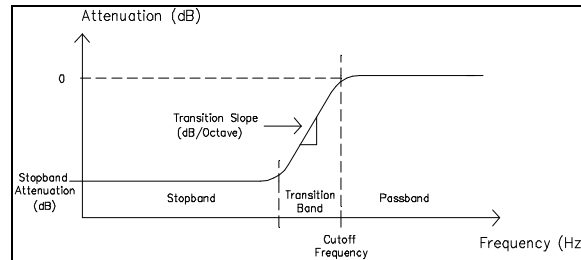 Attenuation (dB)
0
Transition Slope
(dB/Octave)
Stopband
Attenuation
(dB)
Stopband
Transition
Band
Passband
Cutoff
Frequency
Frequency (Hz